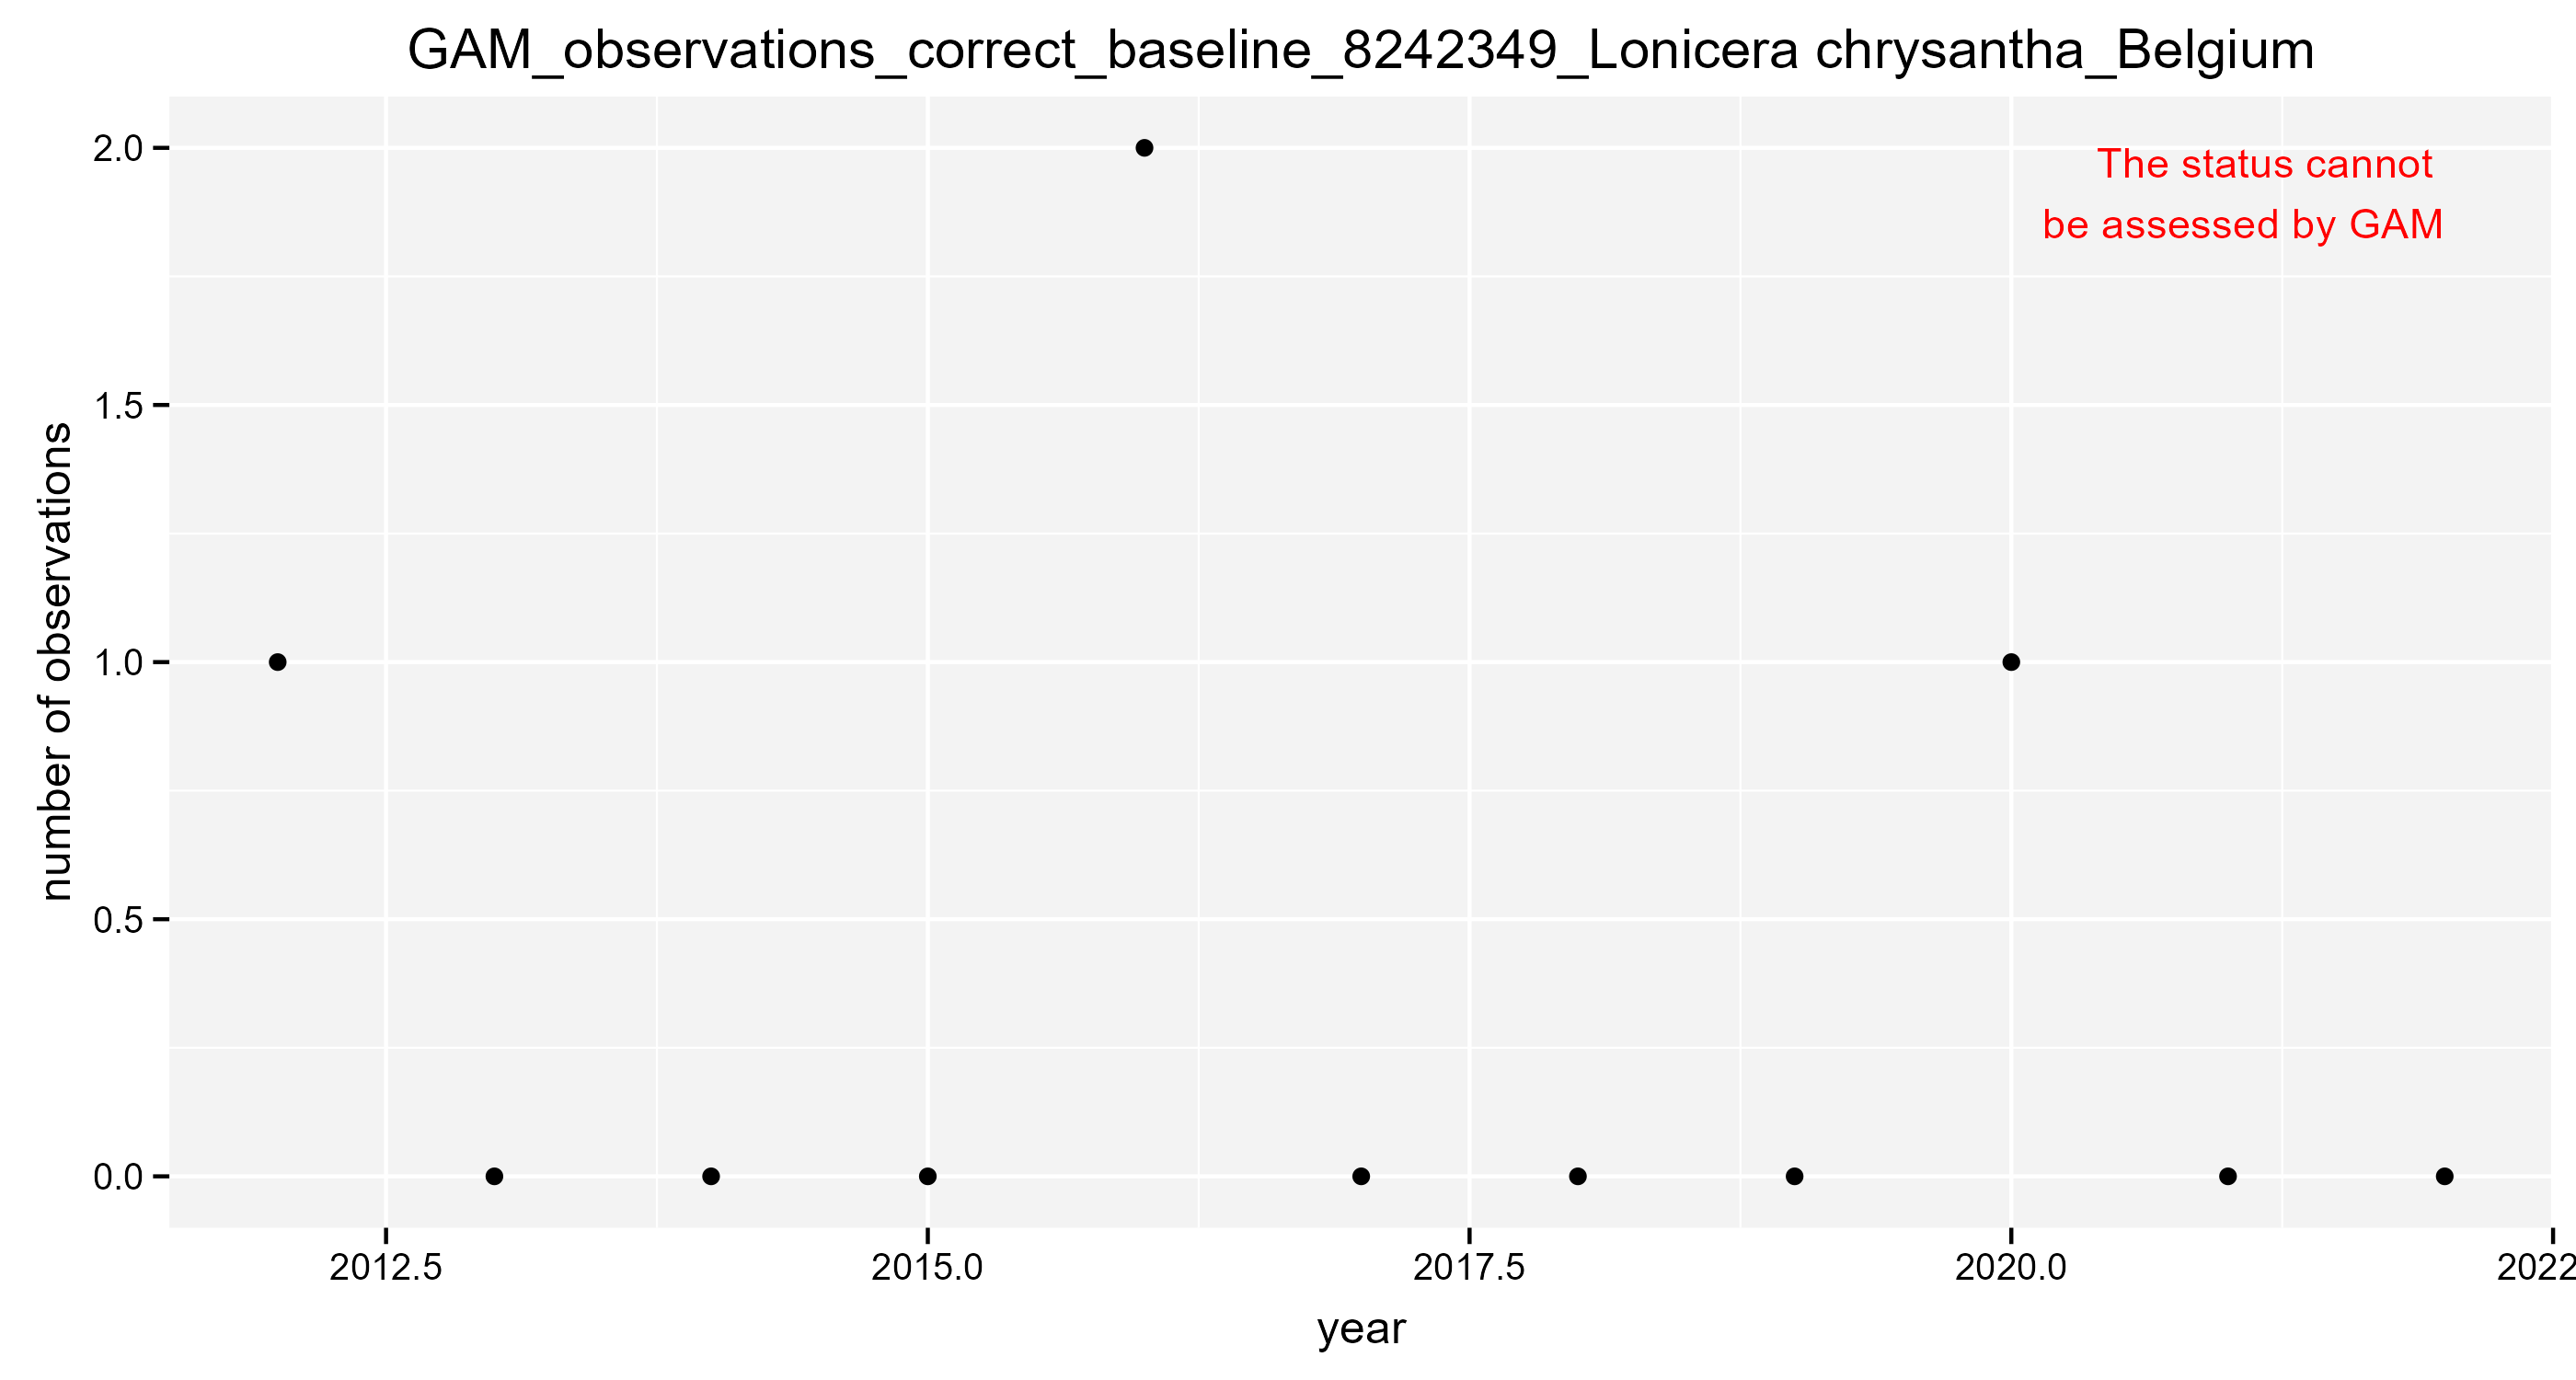 GAM_observations_correct_baseline_8242349_Lonicera chrysantha_Belgium
The status cannot
be assessed by GAM
number of observations
2.0
1.5
1.0
0.5
0.0
2012.5
2015.0
2017.5
2020.0
2022
year